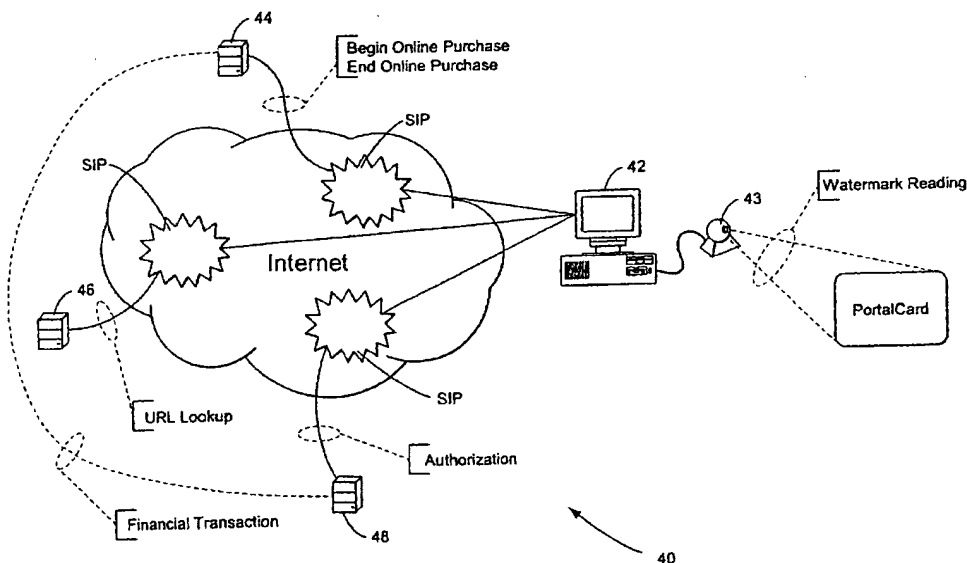 44
Begin Online Purchase
End Online Purchase
SIP
SIP
42
43
Watermark Reading
Internet
46
PortalCard
URL Lookup
SIP
Authorization
Financial Transaction
48
40